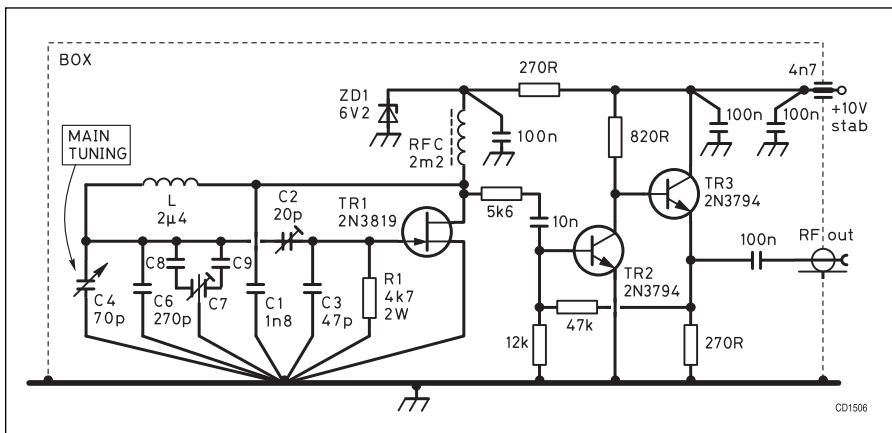 BOX
MAIN
TUNING
L
2μ4
C4
70p
C6
270p
C8
C7
C9
C2
20p
C1
1n8
C3
47p
R1
4k7
2W
TR1
2N3819
ZD1
6V2
RFC
2m2
100n
270R
5k6
10n
12k
47k
820R
TR2
2N3794
TR3
2N3794
100n
100n
4n7
+10V
stab
100n
RF out
270R
CD1506